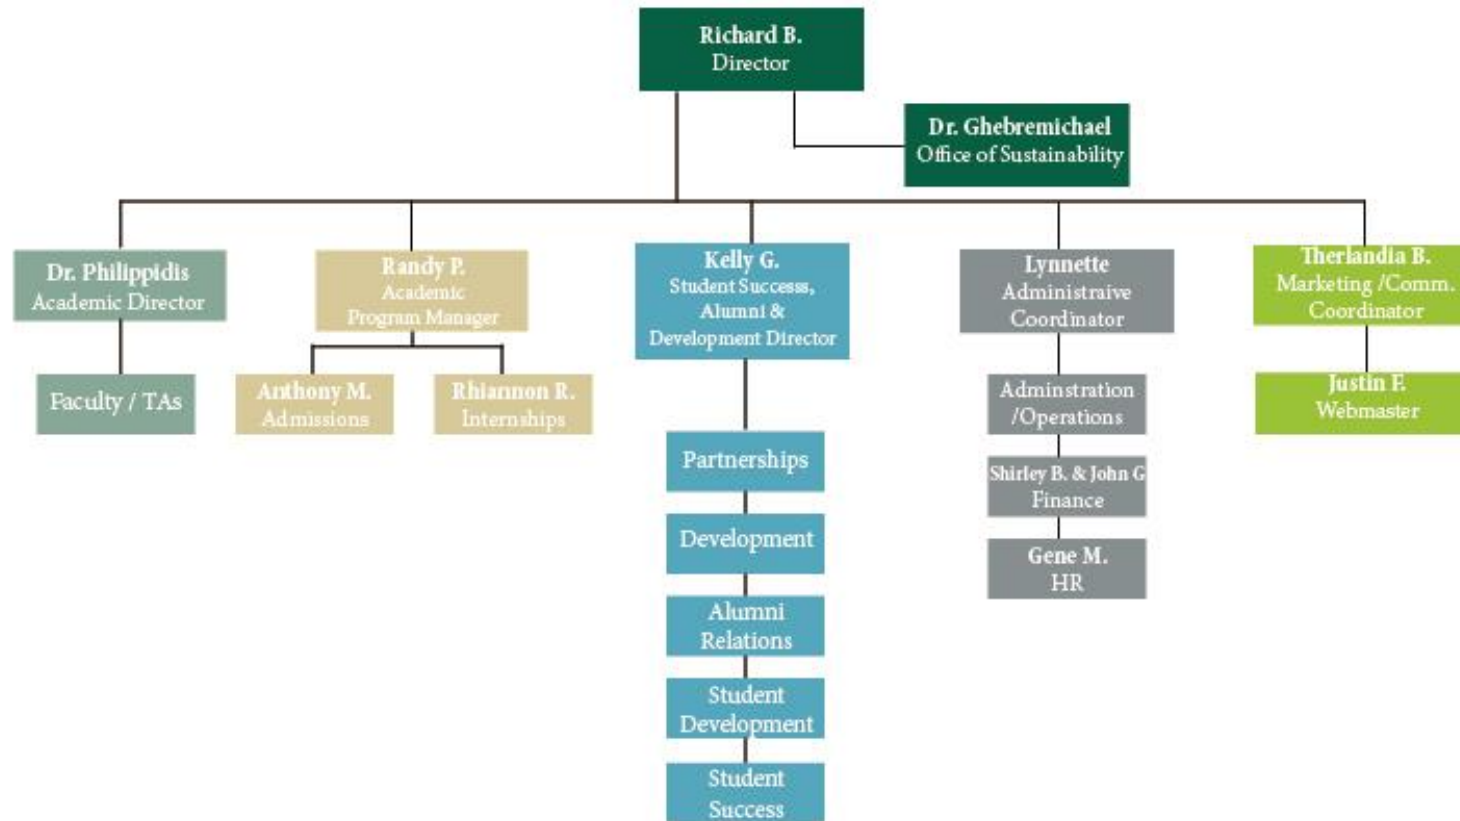 Richard B.
Director
Dr. Ghebremichael
Office of Sustainability
Dr. Philippidis
Academic Director
Faculty / TAs
Randy P.
Academic
Program Manager
Anthony M.
Admissions
Rhiannon R.
Internships
Kelly G.
Student Successs,
Alumni &
Development Director
Partnerships
Development
Alumni
Relations
Student
Development
Student
Success
Lynnette
Administraive
Coordinator
Adminstration
/Operations
Shirley B. & John G
Finance
Gene M.
HR
Therlandia B.
Marketing /Comm.
Coordinator
Justin F.
Webmaster